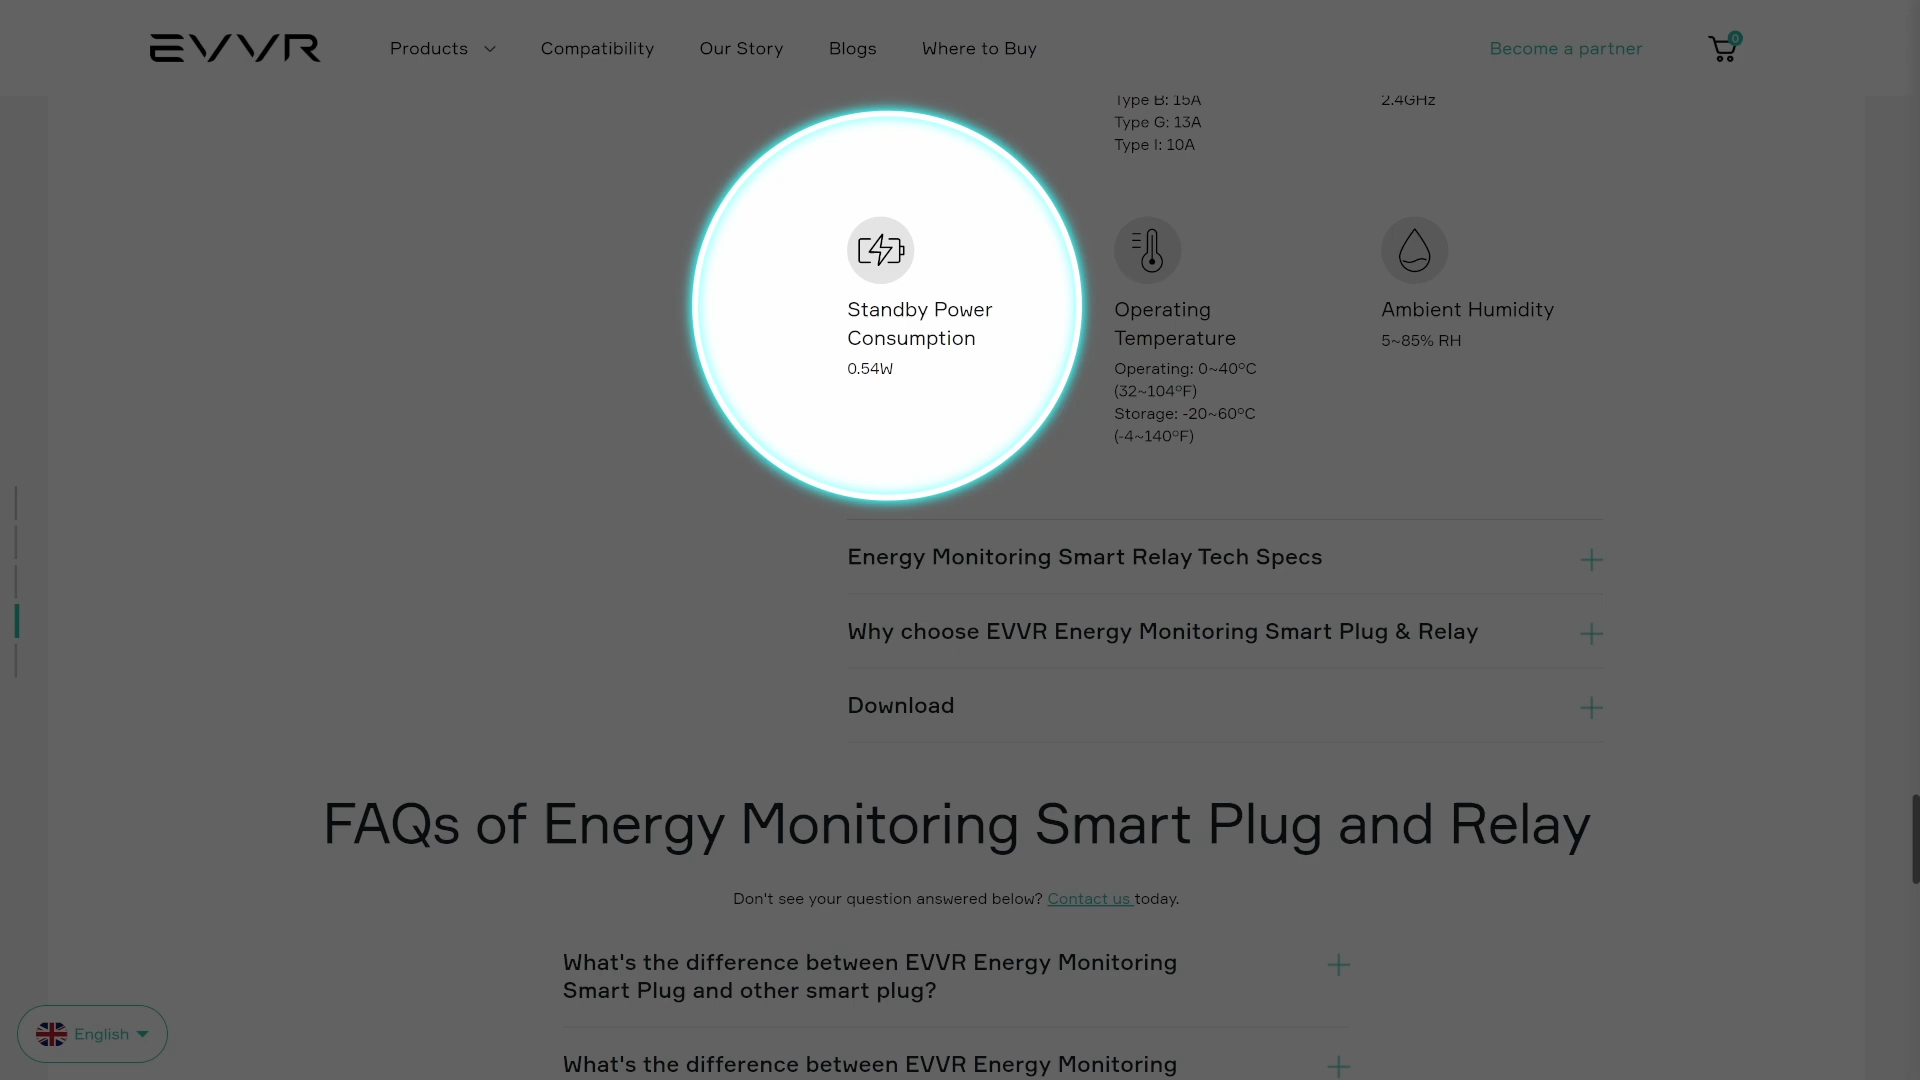 EVVR
Products
Compatibility
Our Story
Blogs
Where to Buy
Become a partner
0
Type B: 15A
2.4GHz
Type G: 13A
Type I: 10A
Standby Power
Consumption
0.54W
Operating
Temperature
Operating: 0~40°C
(32~104°F)
Storage: -20~60°C
(-4~140°F)
Ambient Humidity
5~85% RH
Energy Monitoring Smart Relay Tech Specs
Why choose EVVR Energy Monitoring Smart Plug & Relay
Download
FAQs of Energy Monitoring Smart Plug and Relay
Don't see your question answered below? Contact us today.
What's the difference between EVVR Energy Monitoring
Smart Plug and other smart plug?
What's the difference between EVVR Energy Monitoring
English